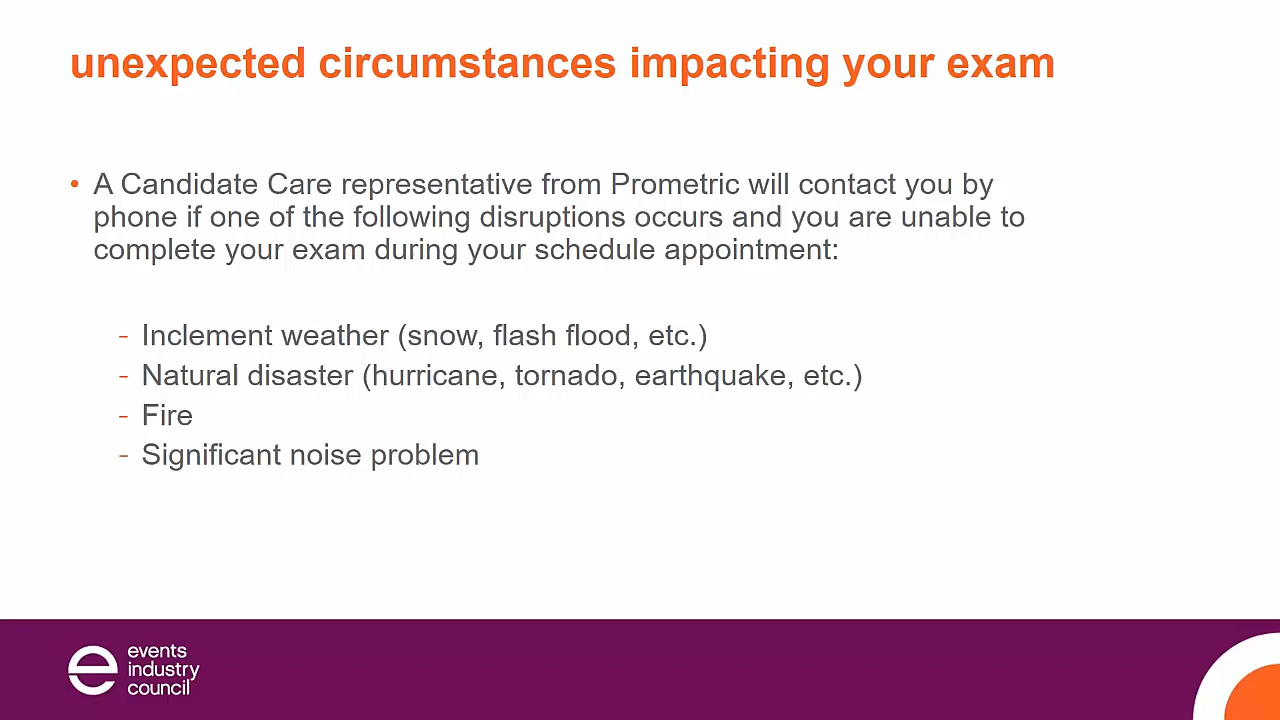 unexpected circumstances impacting your exam
• A Candidate Care representative from Prometric will contact you by
phone if one of the following disruptions occurs and you are unable to
complete your exam during your schedule appointment:
- Inclement weather (snow, flash flood, etc.)
- Natural disaster (hurricane, tornado, earthquake, etc.)
- Fire
- Significant noise problem
events
industry
council